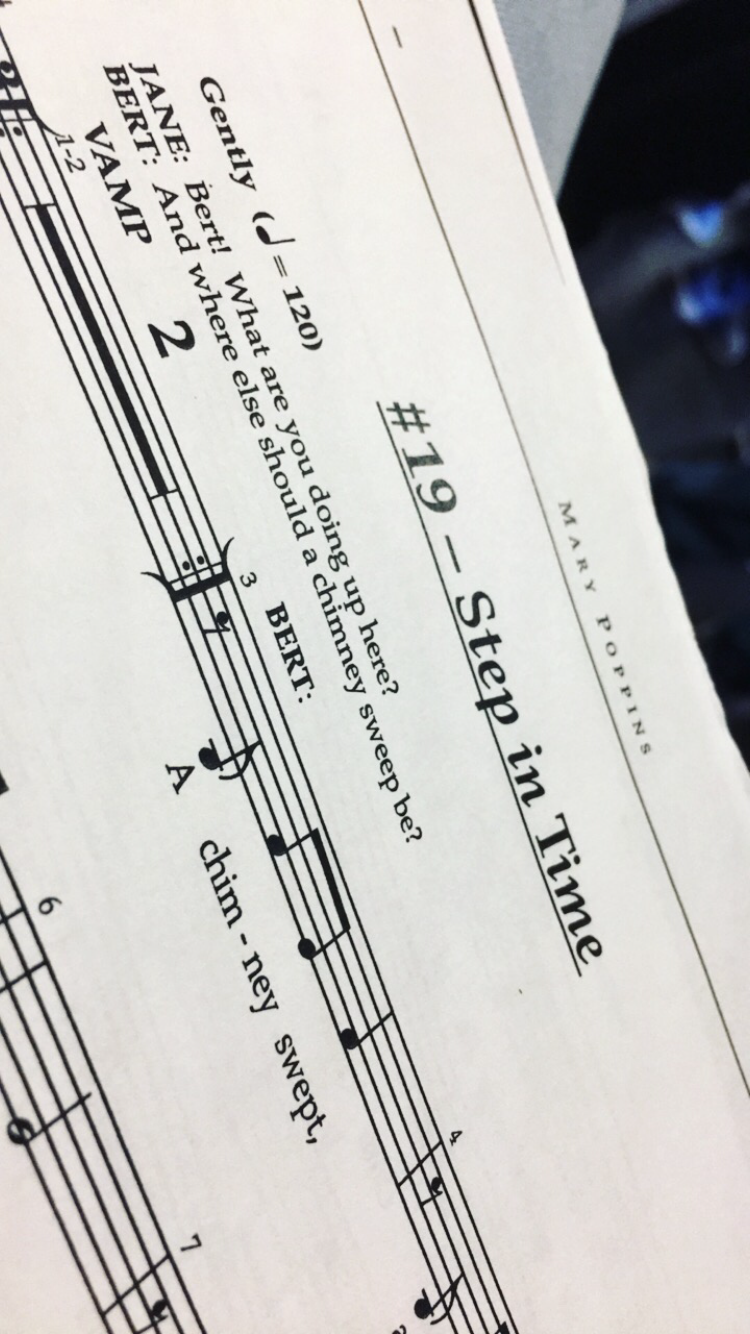 MARY POPPINS
#19 – Step in Time
Gently (♩ = 120)
JANE: Bert! What are you doing up here?
BERT: And where else should a chimney sweep be?
VAMP
1-2
2
3
BERT:
4
A chim - ney swept,
6
7